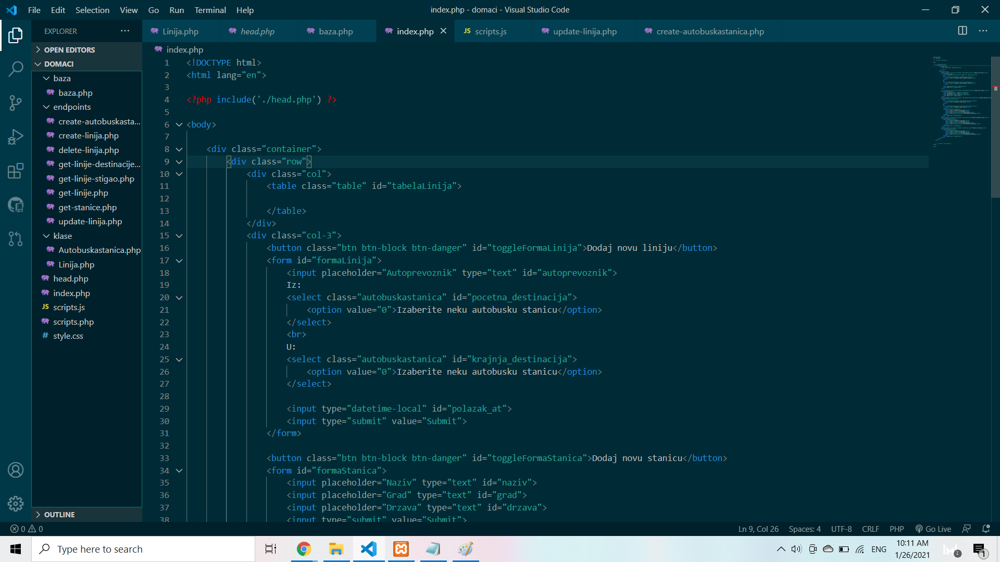 File Edit Selection View Go Run Terminal Help
index.php - domaci - Visual Studio Code
EXPLORER ...
Linija.php
head.php
baza.php
index.php
JS scripts.js
update-linija.php
create-autobuskastanica.php
OPEN EDITORS
DOMACI
baza
baza.php
endpoints
create-autobuskasta...
create-linija.php
delete-linija.php
get-linije-destinacije...
get-linije-stigao.php
get-linije.php
get-stanice.php
update-linija.php
klase
Autobuskastanica.php
Linija.php
head.php
index.php
JS scripts.js
scripts.php
# style.css
OUTLINE
index.php
1 <!DOCTYPE html>
2 <html lang="en">
3
4 <?php include('./head.php') ?>
5
6 <body>
7
8 <div class="container">
9 <div class="row">
10 <div class="col">
11 <table class="table" id="tabelaLinija">
12
13 </table>
14 </div>
15 <div class="col-3">
16 <button class="btn btn-block btn-danger" id="toggleFormaLinija">Dodaj novu liniju</button>
17 <form id="formaLinija">
18 <input placeholder="Autoprevoznik" type="text" id="autoprevoznik">
19 Iz:
20 <select class="autobuskastanica" id="pocetna_destinacija">
21 <option value="0">Izaberite neku autobusku stanicu</option>
22 </select>
23 <br>
24 U:
25 <select class="autobuskastanica" id="krajnja_destinacija">
26 <option value="0">Izaberite neku autobusku stanicu</option>
27 </select>
28
29 <input type="datetime-local" id="polazak_at">
30 <input type="submit" value="Submit">
31 </form>
32
33 <button class="btn btn-block btn-danger" id="toggleFormaStanica">Dodaj novu stanicu</button>
34 <form id="formaStanica">
35 <input placeholder="Naziv" type="text" id="naziv">
36 <input placeholder="Grad" type="text" id="grad">
37 <input placeholder="Drzava" type="text" id="drzava">
38 <input type="submit" value="Submit">
0 0
Ln 9, Col 26 Spaces: 4 UTF-8 CRLF PHP Go Live
Type here to search
ENG
10:11 AM
1/26/2021
3
1